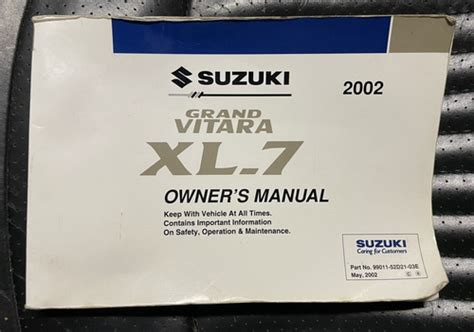 SUZUKI
2002
GRAND
VITARA
XL.7
OWNER'S MANUAL
Keep With Vehicle At All Times.
Contains Important Information
On Safety, Operation & Maintenance.
SUZUKI
Caring for Customers
Part No. 99011-52D21-03E
May, 2002